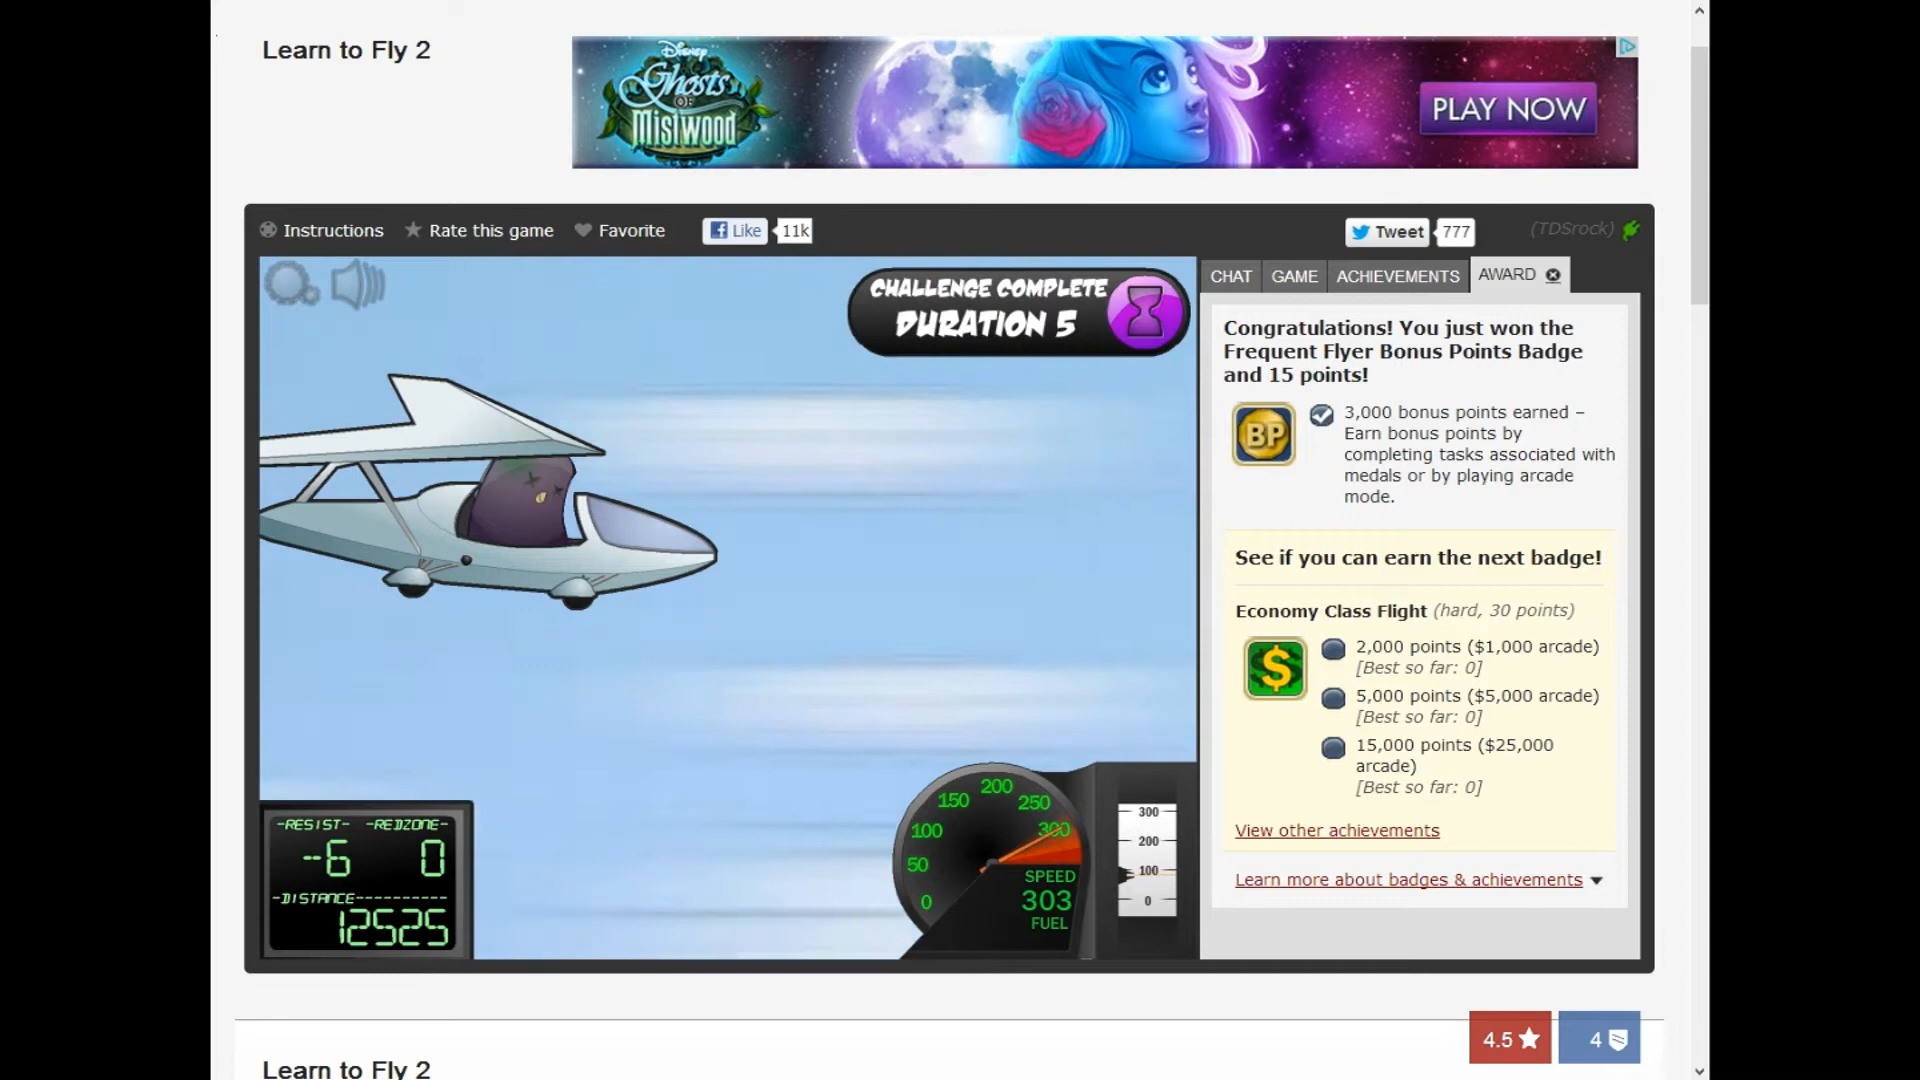 Learn to Fly 2
Disney
Ghosts
OF
Mistwood
PLAY NOW
Instructions
Rate this game
Favorite
Like
11k
Tweet
777
(TDSrock)
CHAT
GAME
ACHIEVEMENTS
AWARD
CHALLENGE COMPLETE
DURATION 5
Congratulations! You just won the
Frequent Flyer Bonus Points Badge
and 15 points!
BP
3,000 bonus points earned –
Earn bonus points by
completing tasks associated with
medals or by playing arcade
mode.
See if you can earn the next badge!
Economy Class Flight (hard, 30 points)
$
2,000 points ($1,000 arcade)
[Best so far: 0]
5,000 points ($5,000 arcade)
[Best so far: 0]
15,000 points ($25,000
arcade)
[Best so far: 0]
View other achievements
Learn more about badges & achievements
-RESIST- -REDZONE-
-6 0
-DISTANCE----------
12525
0
50
100
150
200
250
300
SPEED
303
FUEL
300
200
100
0
4.5
4
Learn to Fly 2